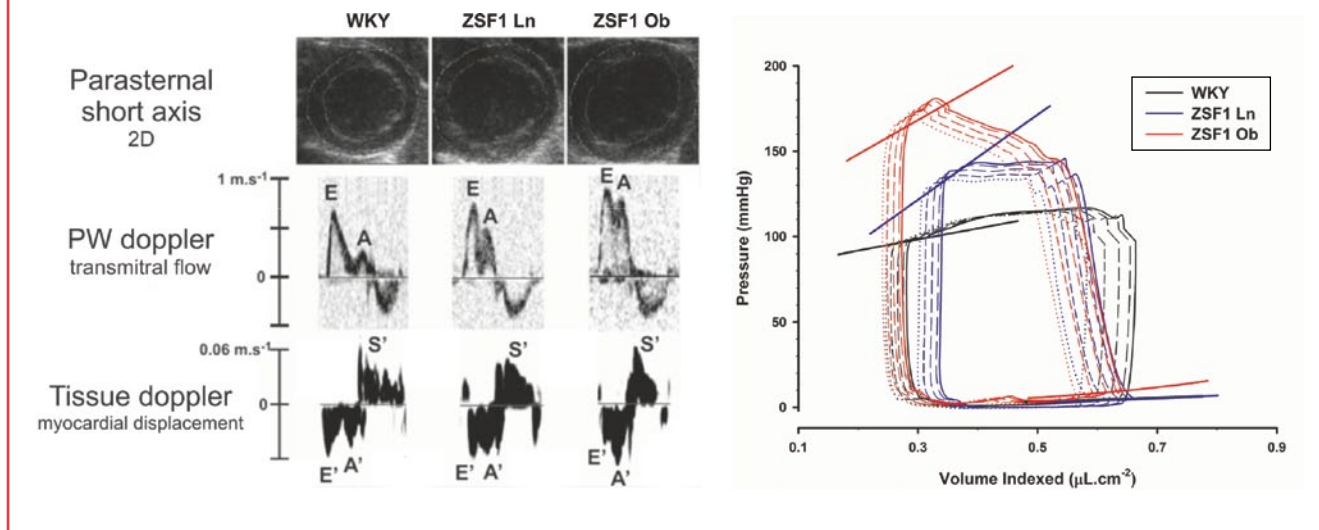 WKY ZSF1 Ln ZSF1 Ob
Parasternal
short axis
2D
1 m.s-1
E A
E A
E A
PW doppler
transmitral flow
0
0.06 m.s-1
S' S' S'
Tissue doppler
myocardial displacement
0
E' A' E' A' E' A'
200
150
100
50
0
Pressure (mmHg)
WKY
ZSF1 Ln
ZSF1 Ob
0.1 0.3 0.5 0.7 0.9
Volume Indexed (μL.cm-2)